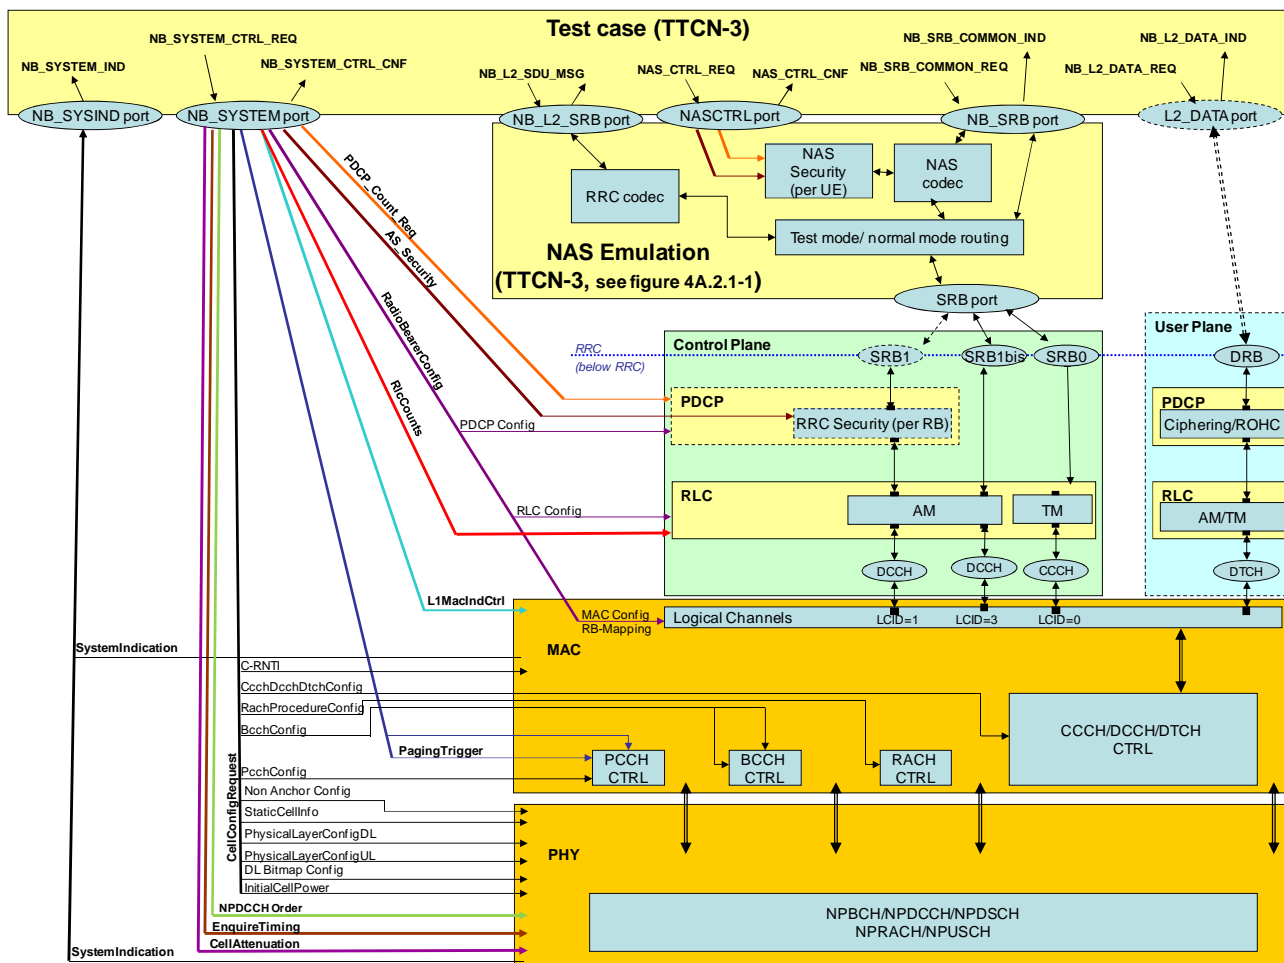 Test case (TTCN-3)
NB_SYSTEM_IND
NB_SYSTEM_CTRL_REQ
NB_SYSTEM_CTRL_CNF
NB_L2_SDU_MSG
NAS_CTRL_REQ
NAS_CTRL_CNF
NB_SRB_COMMON_REQ
NB_SRB_COMMON_IND
NB_L2_DATA_REQ
NB_L2_DATA_IND
NB_SYSIND port
NB_SYSTEM port
NB_L2_SRB port
NASCTRL port
NB_SRB port
L2_DATA port
NAS
Security
(per UE)
NAS
codec
RRC codec
Test mode/ normal mode routing
NAS Emulation
(TTCN-3, see figure 4A.2.1-1)
SRB port
PDCP_Count_Req
AS_Security
RadioBearerConfig
RlcCounts
RRC
(below RRC)
Control Plane
SRB1
SRB1bis
SRB0
User Plane
DRB
PDCP
RRC Security (per RB)
PDCP Config
PDCP
Ciphering/ROHC
RLC
AM
TM
RLC Config
RLC
AM/TM
DCCH
DCCH
CCCH
DTCH
L1MacIndCtrl
MAC Config
RB-Mapping
Logical Channels
LCID=1
LCID=3
LCID=0
MAC
SystemIndication
C-RNTI
CcchDcchDtchConfig
RachProcedureConfig
BcchConfig
PagingTrigger
PcchConfig
PCCH
CTRL
BCCH
CTRL
RACH
CTRL
CCCH/DCCH/DTCH
CTRL
CellConfigRequest
Non Anchor Config
StaticCellInfo
PhysicalLayerConfigDL
PhysicalLayerConfigUL
DL Bitmap Config
InitialCellPower
PHY
NPDCCH Order
EnquireTiming
CellAttenuation
SystemIndication
NPBCH/NPDCCH/NPDSCH
NPRACH/NPUSCH